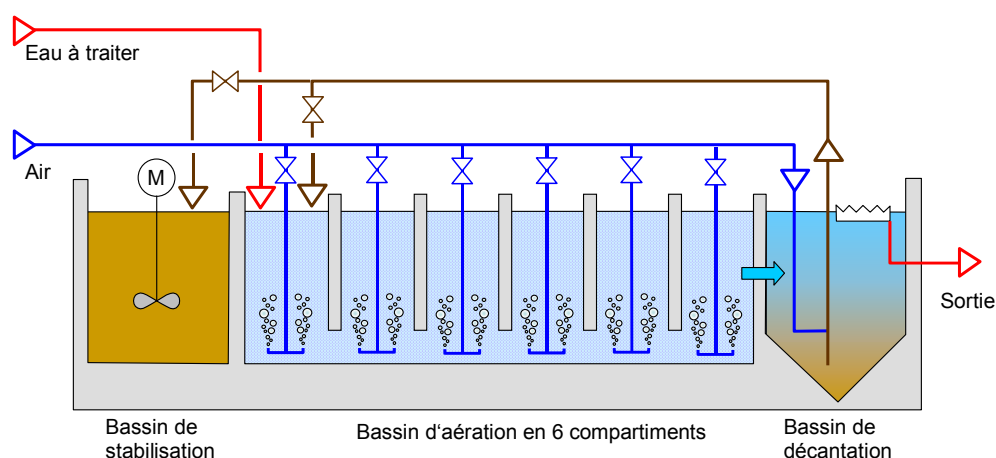 Eau à traiter
Air
M
Sortie
Bassin de
stabilisation
Bassin d‘aération en 6 compartiments
Bassin de
décantation